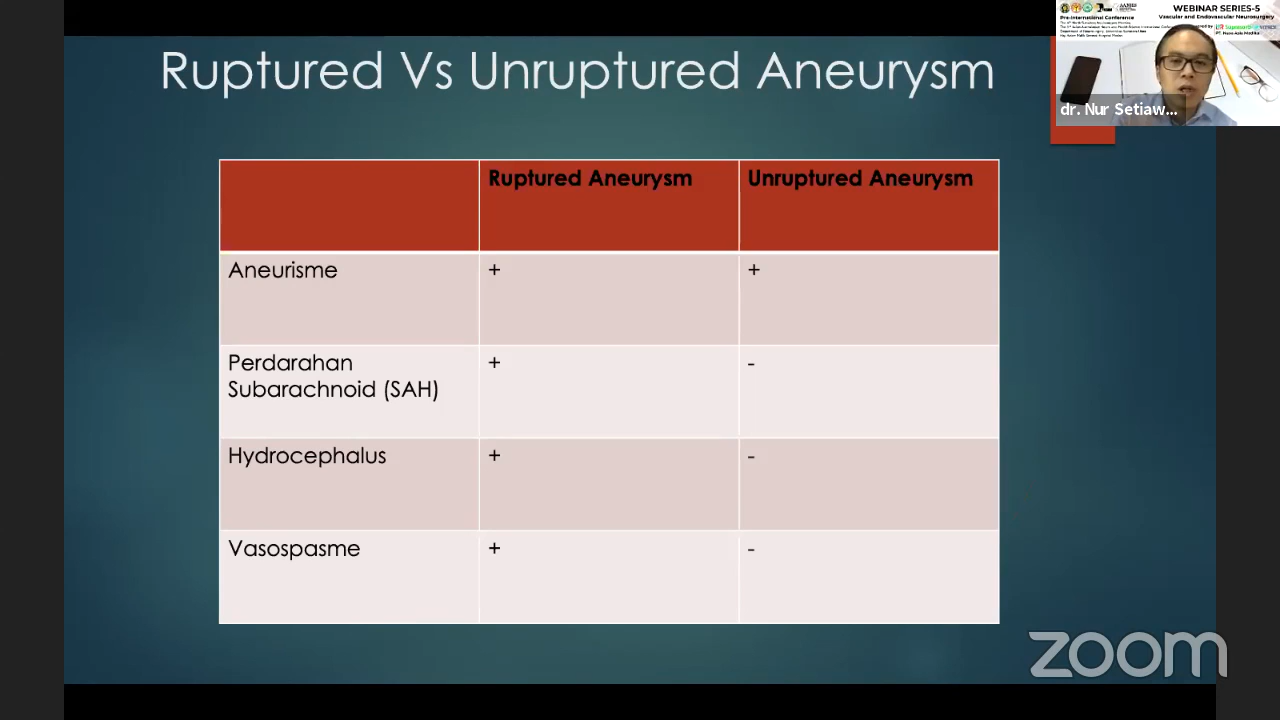 Ruptured Vs Unruptured Aneurysm
WEBINAR SERIES-5
Vascular and Endovascular Neurosurgery
Pre-International Conference
dr. Nur Setiaw...
Ruptured Aneurysm
Unruptured Aneurysm
Aneurisme
+
+
Perdarahan
Subarachnoid (SAH)
+
-
Hydrocephalus
+
-
Vasospasme
+
-
zoom